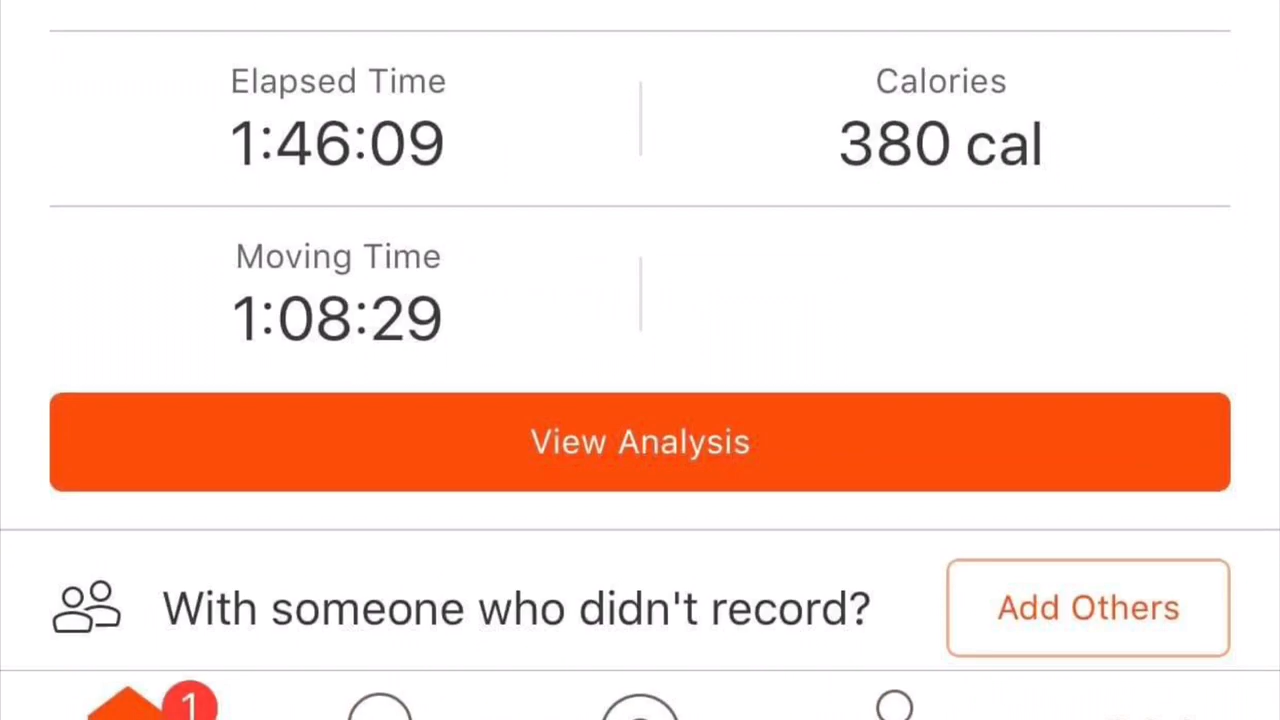 Elapsed Time
1:46:09
Calories
380 cal
Moving Time
1:08:29
View Analysis
With someone who didn't record?
Add Others
1